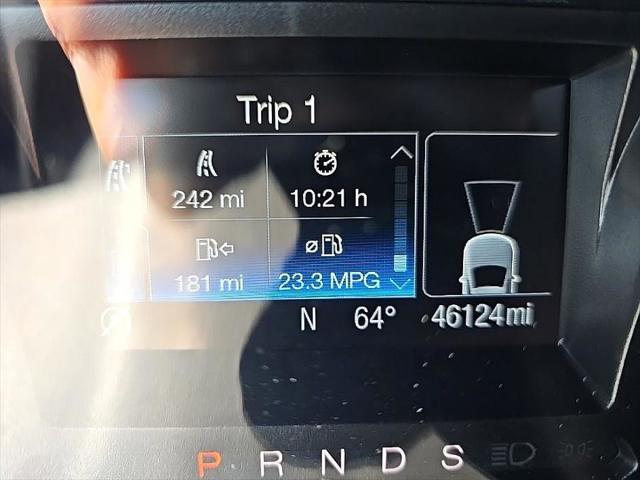 Trip 1
242 mi 10:21 h
181 mi 23.3 MPG
N 64° 46124mi
P R N D S